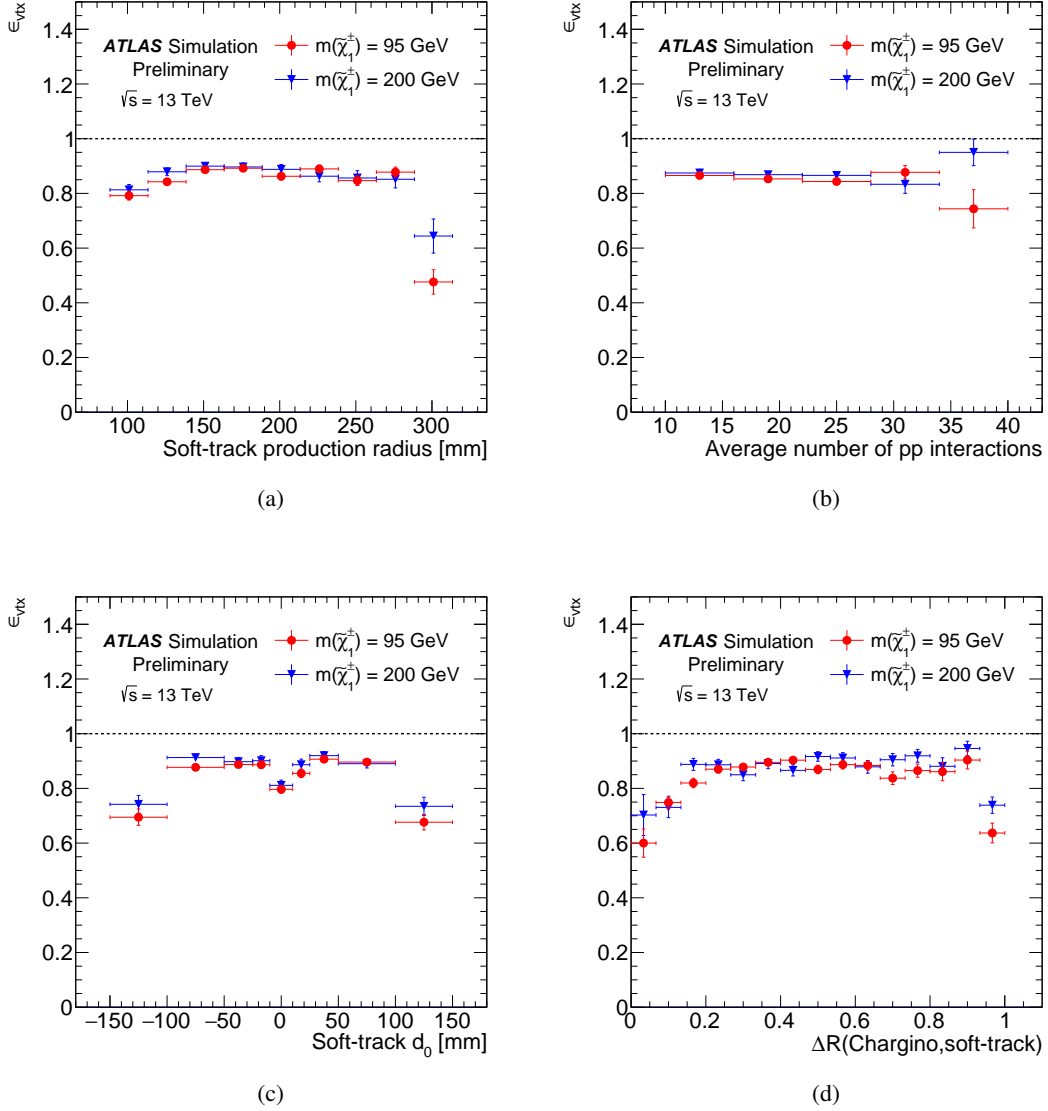 ϵvtx
1.4
1.2
1
0.8
0.6
0.4
0.2
0
ATLAS Simulation
Preliminary
√s = 13 TeV
m(χ̃₁±) = 95 GeV
m(χ̃₁±) = 200 GeV
100 150 200 250 300
Soft-track production radius [mm]
(a)
ϵvtx
1.4
1.2
1
0.8
0.6
0.4
0.2
0
ATLAS Simulation
Preliminary
√s = 13 TeV
m(χ̃₁±) = 95 GeV
m(χ̃₁±) = 200 GeV
10 15 20 25 30 35 40
Average number of pp interactions
(b)
ϵvtx
1.4
1.2
1
0.8
0.6
0.4
0.2
0
ATLAS Simulation
Preliminary
√s = 13 TeV
m(χ̃₁±) = 95 GeV
m(χ̃₁±) = 200 GeV
−150 −100 −50 0 50 100 150
Soft-track d₀ [mm]
(c)
ϵvtx
1.4
1.2
1
0.8
0.6
0.4
0.2
0
ATLAS Simulation
Preliminary
√s = 13 TeV
m(χ̃₁±) = 95 GeV
m(χ̃₁±) = 200 GeV
0 0.2 0.4 0.6 0.8 1
ΔR(Chargino,soft-track)
(d)